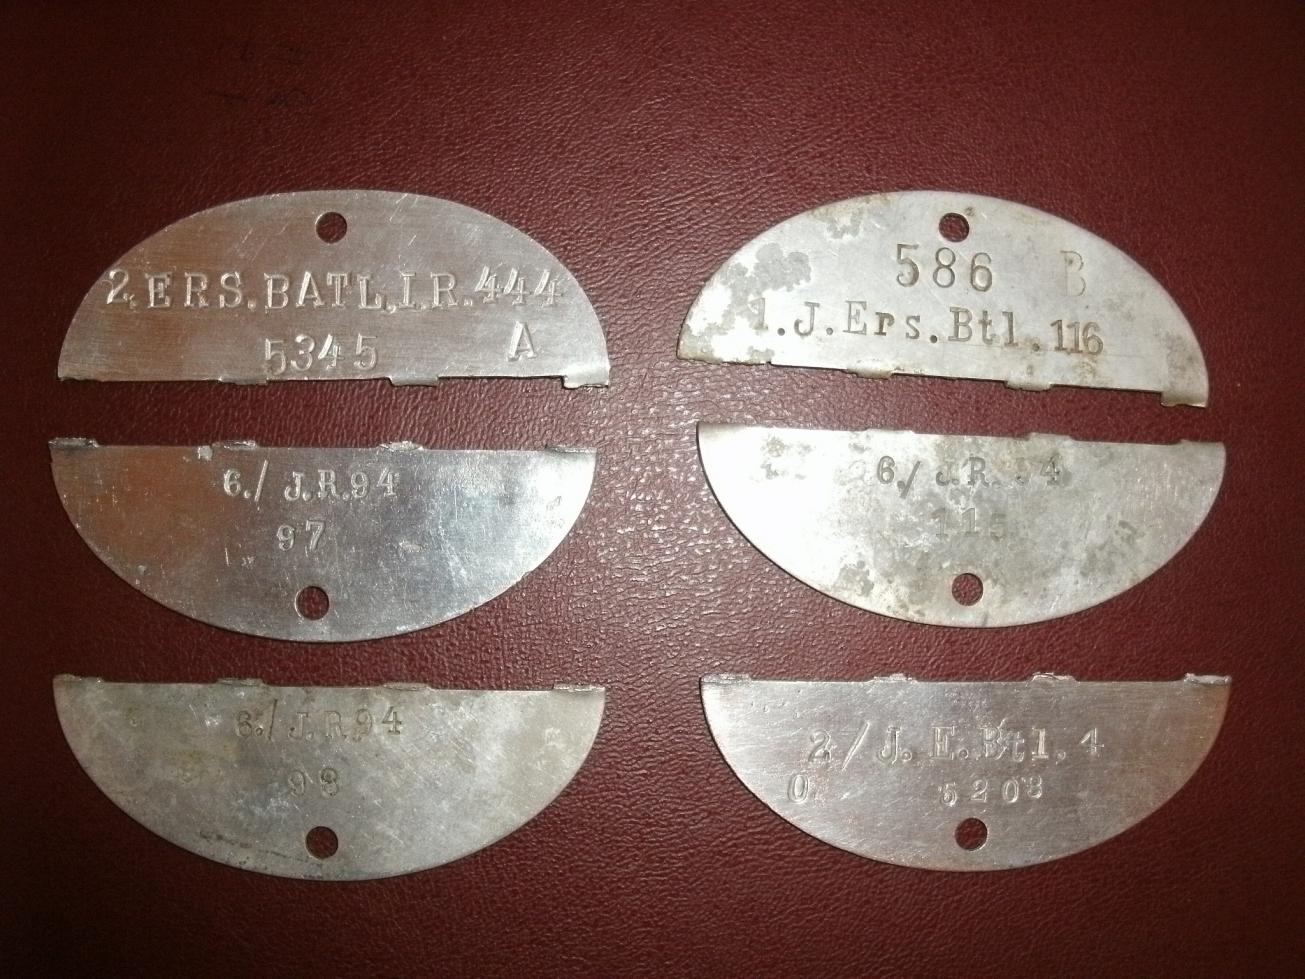 2.ERS.BATL.I.R.444
5345 A
586 B
1.J.Ers.Btl.116
6./J.R.94
97
6./J.R.94
115
6./J.R.94
98
2/J.E.Btl.4
0 5208